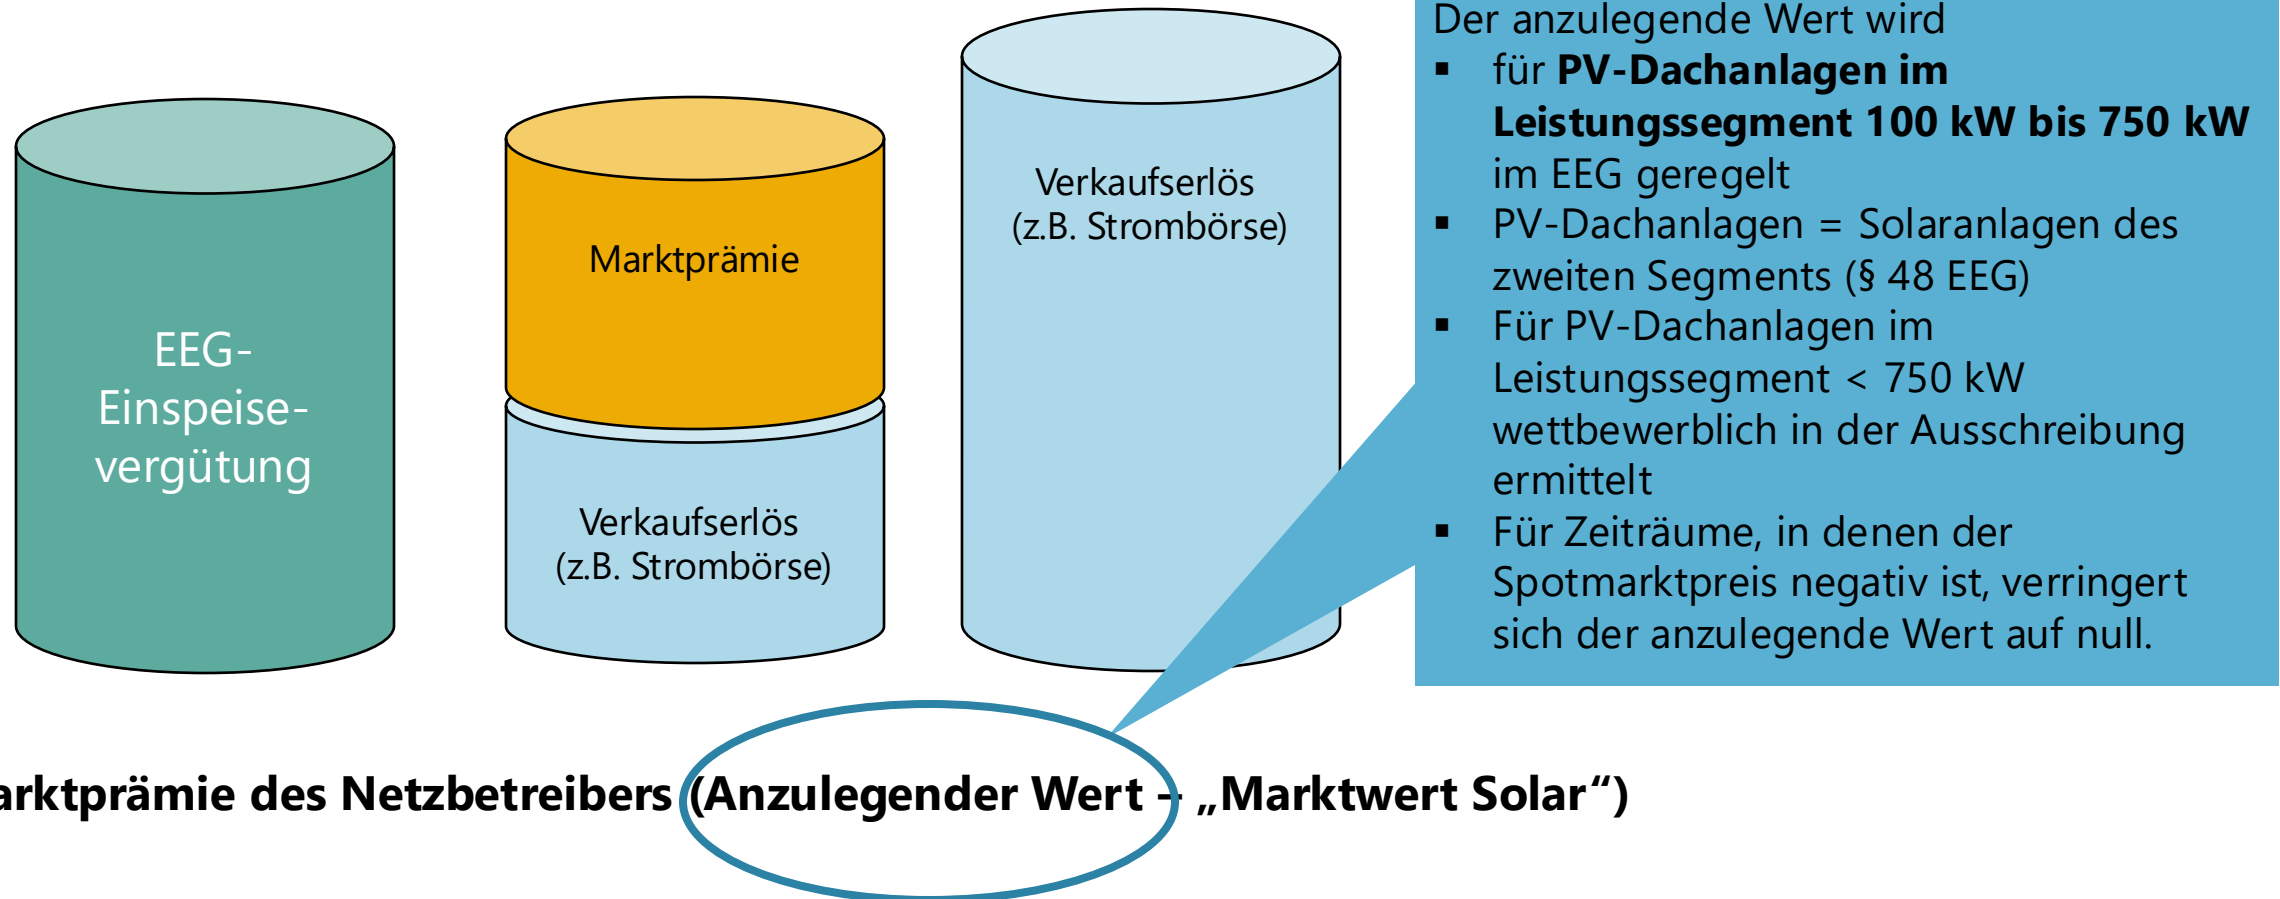 EEG-
Einspeise-
vergütung
Marktprämie
Verkaufserlös
(z.B. Strombörse)
Verkaufserlös
(z.B. Strombörse)
Der anzulegende Wert wird
▪ für PV-Dachanlagen im
Leistungssegment 100 kW bis 750 kW
im EEG geregelt
▪ PV-Dachanlagen = Solaranlagen des
zweiten Segments (§ 48 EEG)
▪ Für PV-Dachanlagen im
Leistungssegment < 750 kW
wettbewerblich in der Ausschreibung
ermittelt
▪ Für Zeiträume, in denen der
Spotmarktpreis negativ ist, verringert
sich der anzulegende Wert auf null.
arktprämie des Netzbetreibers (Anzulegender Wert – „Marktwert Solar“)